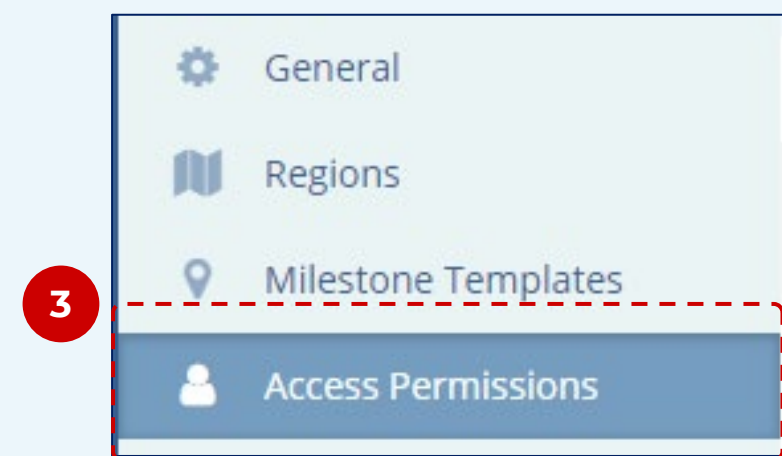 General
Regions
Milestone Templates
3
Access Permissions